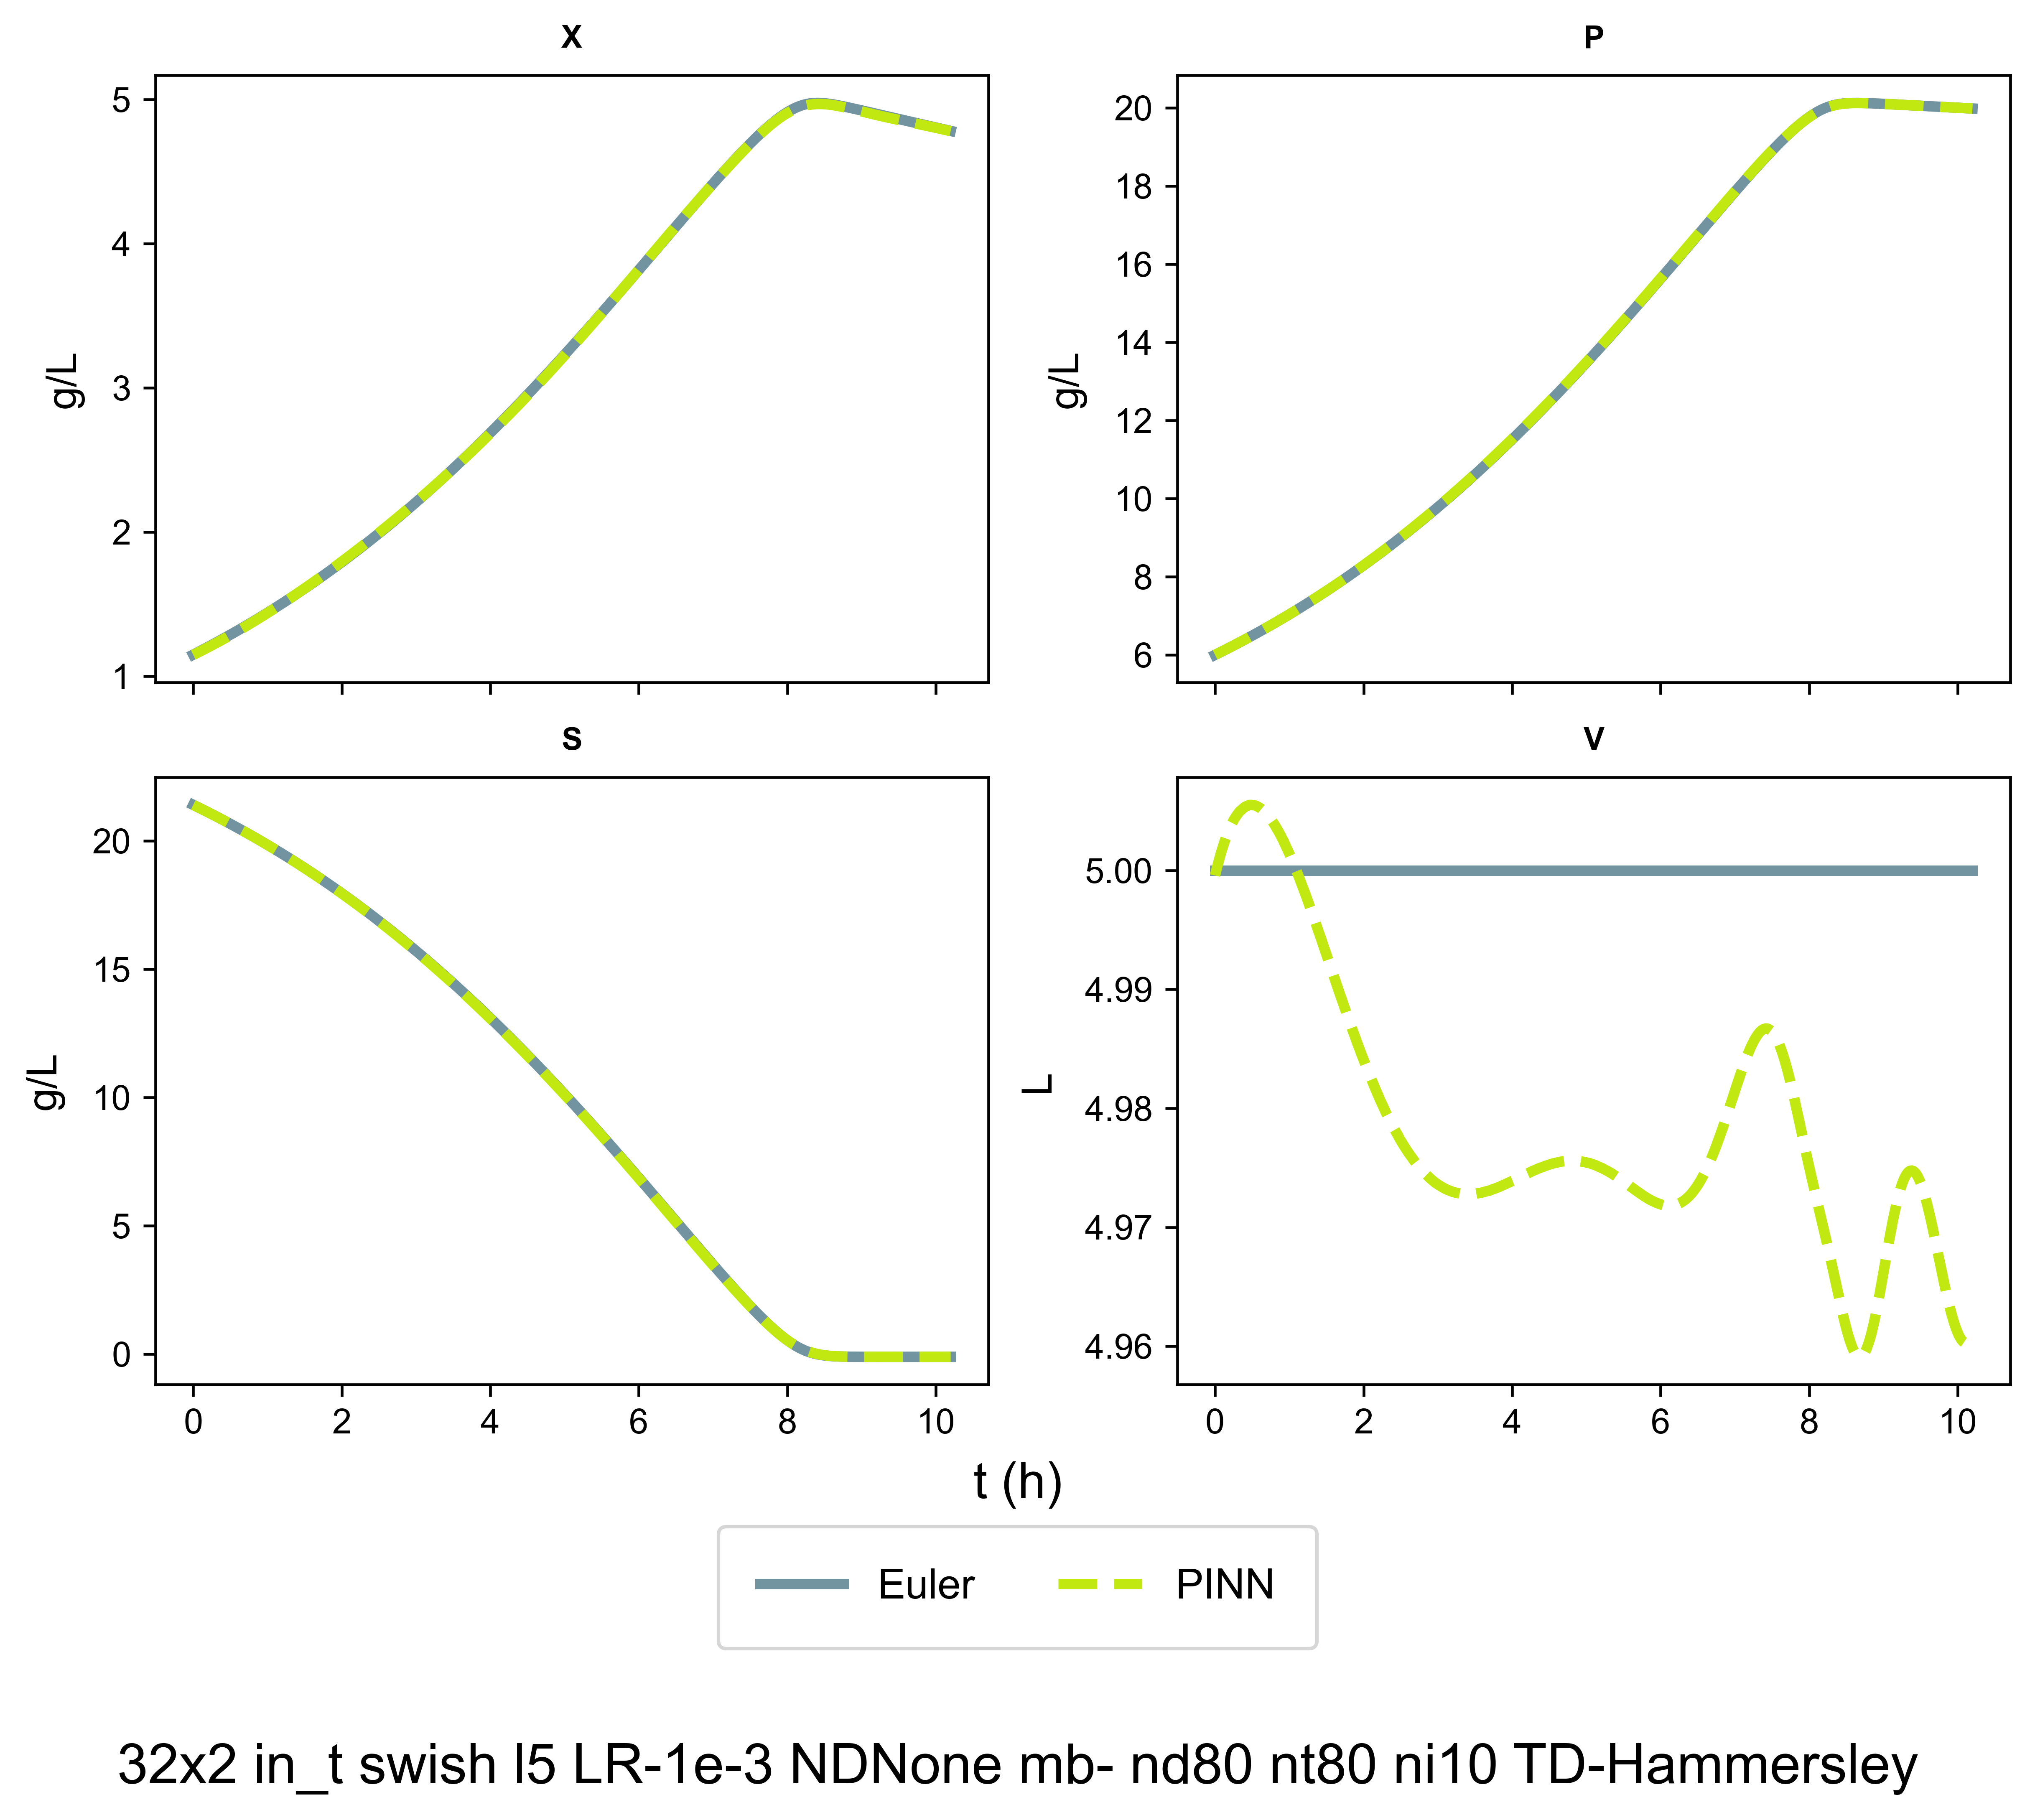 X
P
5
4
3
2
1
g/L
20
18
16
14
12
10
8
6
g/L
S
V
20
15
10
5
0
g/L
0 2 4 6 8 10
5.00
4.99
4.98
4.97
4.96
L
0 2 4 6 8 10
t (h)
Euler PINN
32x2 in_t swish l5 LR-1e-3 NDNone mb- nd80 nt80 ni10 TD-Hammersley